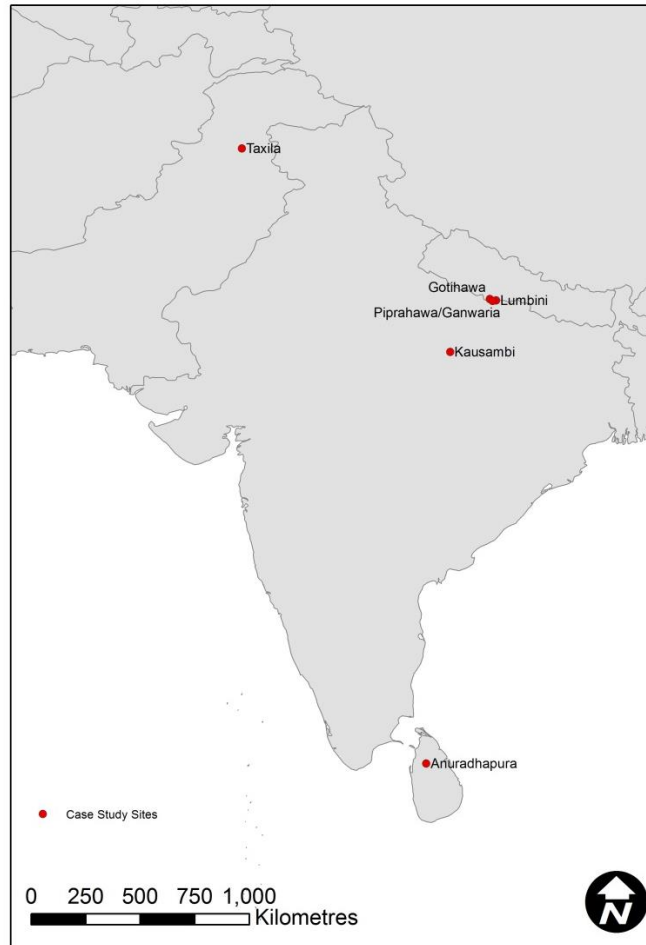 Taxila
Gotihawa
Lumbini
Piprahawa/Ganwaria
Kausambi
Anuradhapura
Case Study Sites
0 250 500 750 1,000
Kilometres
N